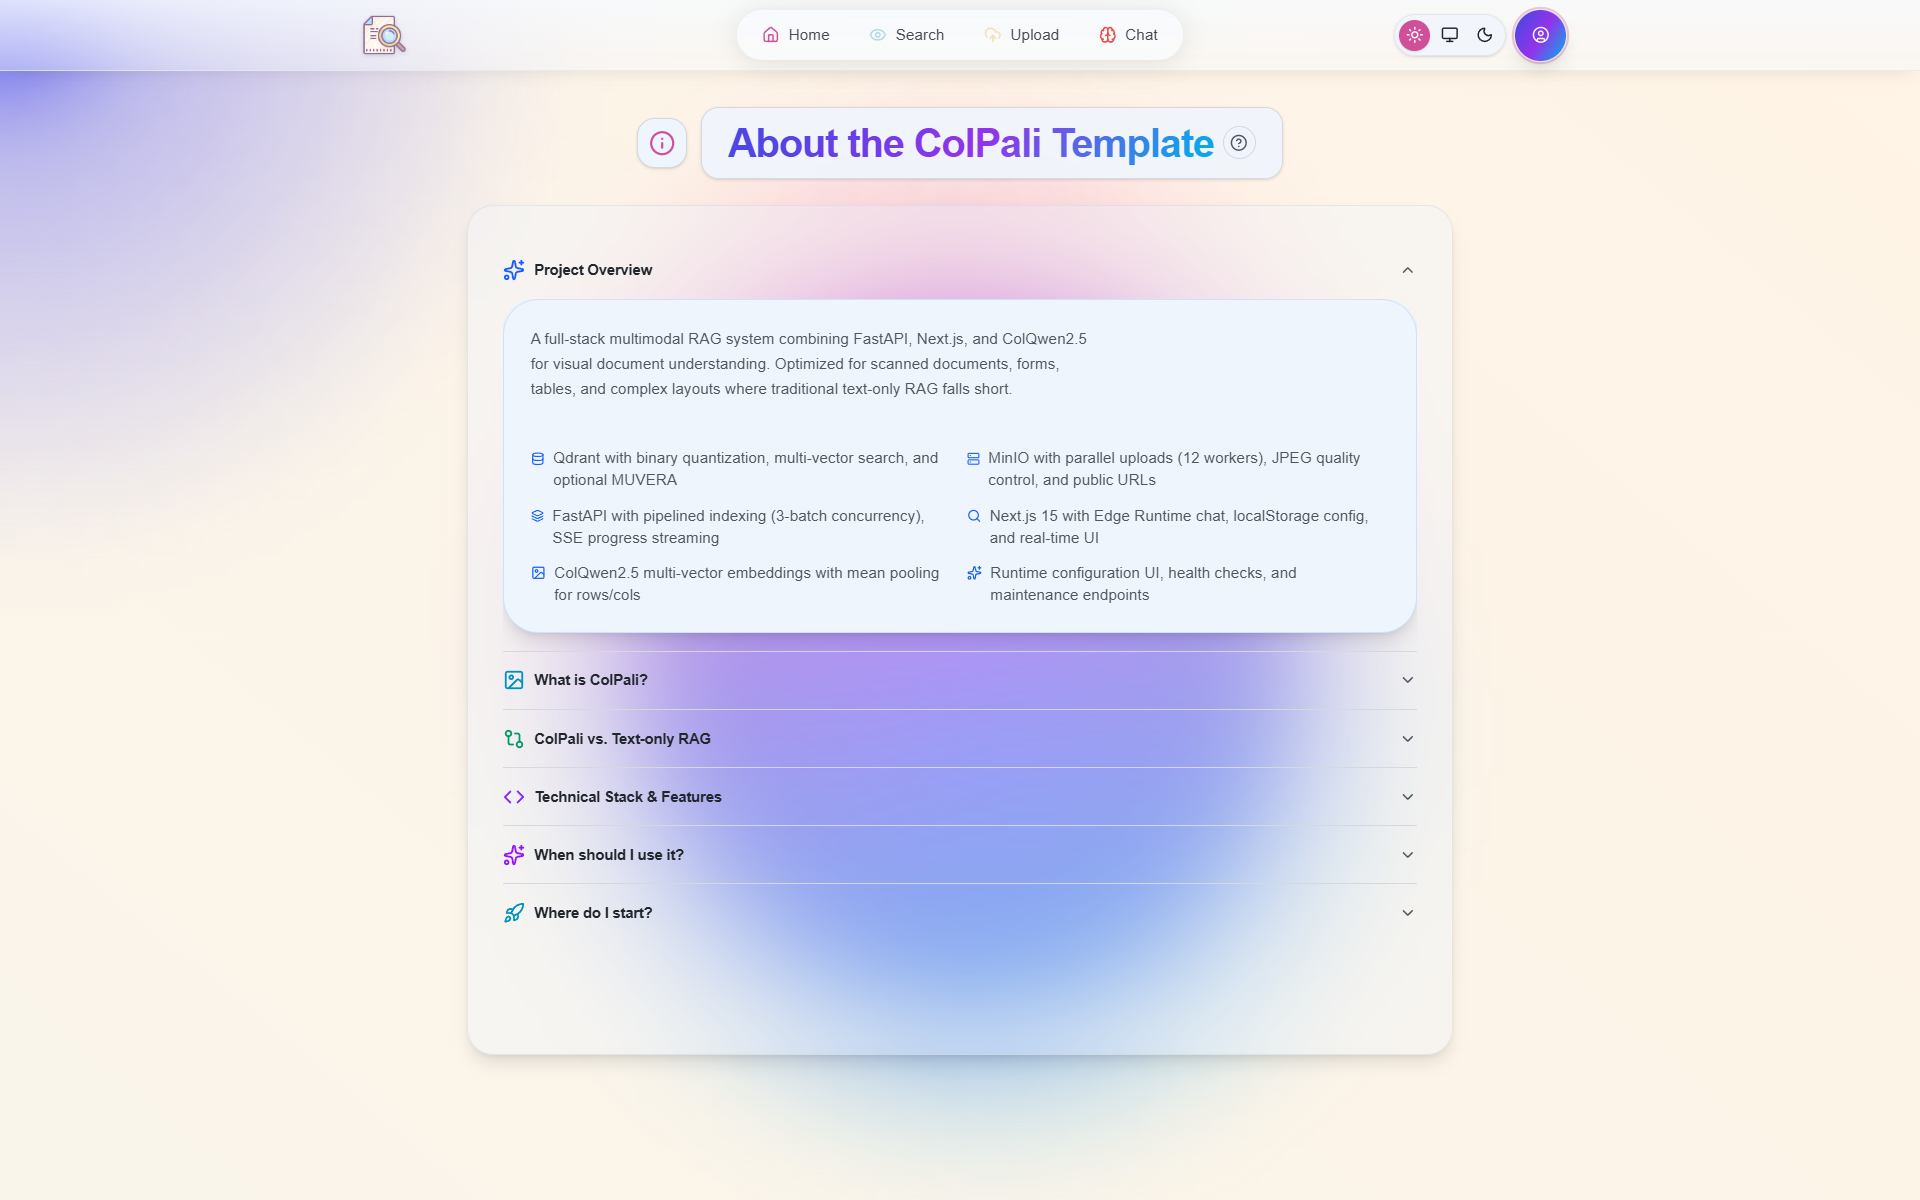 Home
Search
Upload
Chat
About the ColPali Template
Project Overview
A full-stack multimodal RAG system combining FastAPI, Next.js, and ColQwen2.5
for visual document understanding. Optimized for scanned documents, forms,
tables, and complex layouts where traditional text-only RAG falls short.
Qdrant with binary quantization, multi-vector search, and
optional MUVERA
MinIO with parallel uploads (12 workers), JPEG quality
control, and public URLs
FastAPI with pipelined indexing (3-batch concurrency),
SSE progress streaming
Next.js 15 with Edge Runtime chat, localStorage config,
and real-time UI
ColQwen2.5 multi-vector embeddings with mean pooling
for rows/cols
Runtime configuration UI, health checks, and
maintenance endpoints
What is ColPali?
ColPali vs. Text-only RAG
Technical Stack & Features
When should I use it?
Where do I start?